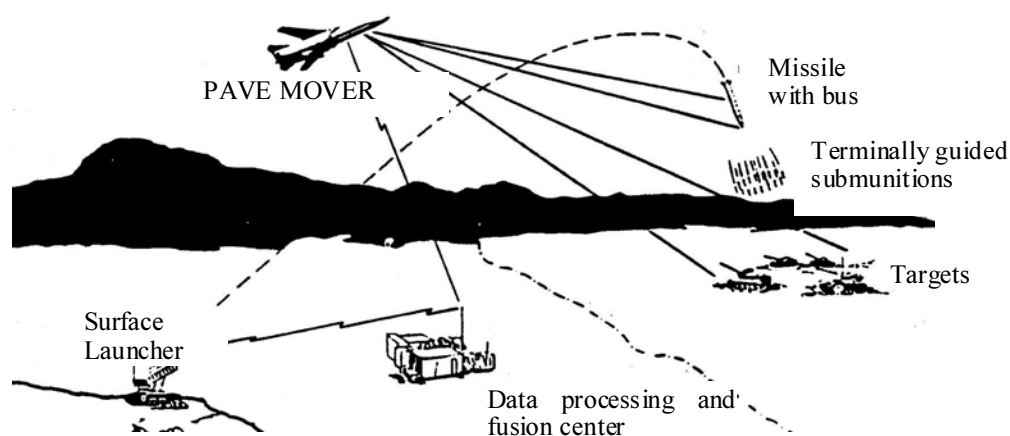 PAVE MOVER
Missile
with bus
Terminally guided
submunitions
Targets
Surface
Launcher
Data processing and
fusion center